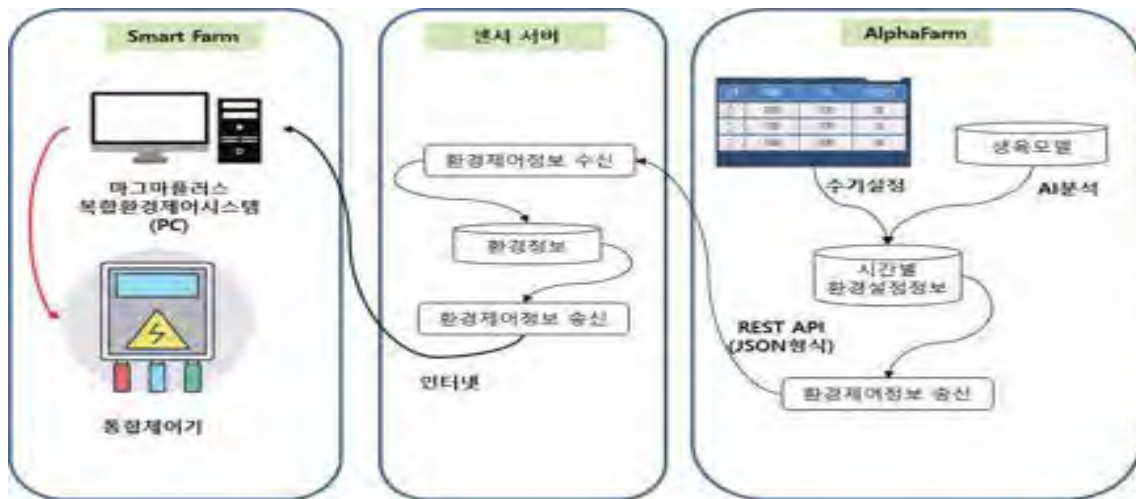 Smart Farm
마그마플러스
복합환경제어시스템
(PC)
통합제어기
센서 서버
환경제어정보 수신
환경정보
환경제어정보 송신
인터넷
AlphaFarm
생육모델
수기설정
AI분석
시간별
환경설정정보
REST API
(JSON형식)
환경제어정보 송신